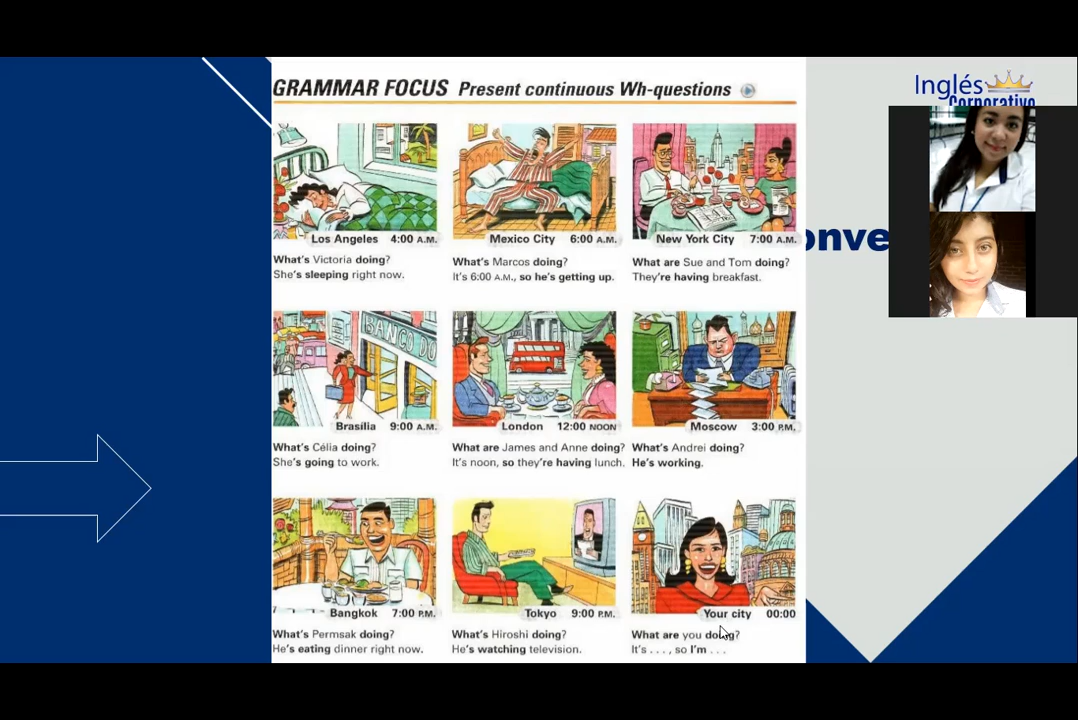 GRAMMAR FOCUS Present continuous Wh-questions
Inglés
Corporativo
onve
Los Angeles 4:00 A.M.
What's Victoria doing?
She's sleeping right now.
Mexico City 6:00 A.M.
What's Marcos doing?
It's 6:00 A.M., so he's getting up.
New York City 7:00 A.M.
What are Sue and Tom doing?
They're having breakfast.
BANCO DO
Brasília 9:00 A.M.
What's Célia doing?
She's going to work.
London 12:00 NOON
What are James and Anne doing?
It's noon, so they're having lunch.
Moscow 3:00 P.M.
What's Andrei doing?
He's working.
Bangkok 7:00 P.M.
What's Permsak doing?
He's eating dinner right now.
Tokyo 9:00 P.M.
What's Hiroshi doing?
He's watching television.
Your city 00:00
What are you doing?
It's . . . , so I'm . . .